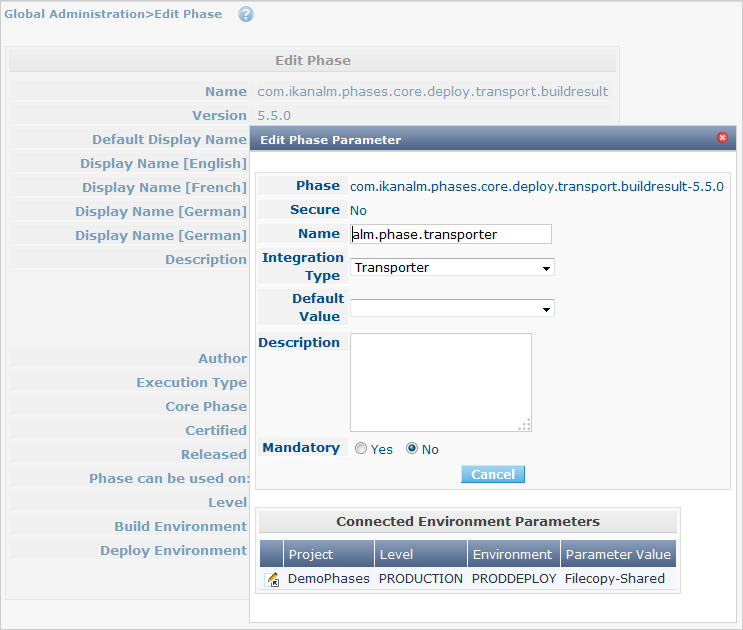 Global Administration>Edit Phase ?
Edit Phase
Name com.ikanalm.phases.core.deploy.transport.buildresult
Version 5.5.0
Default Display Name
Display Name [English]
Display Name [French]
Display Name [German]
Display Name [German]
Description
Author
Execution Type
Core Phase
Certified
Released
Phase can be used on:
Level
Build Environment
Deploy Environment
Edit Phase Parameter
Phase com.ikanalm.phases.core.deploy.transport.buildresult-5.5.0
Secure No
Name alm.phase.transporter
Integration
Type Transporter
Default
Value
Description
Mandatory Yes No
Cancel
Connected Environment Parameters
Project Level Environment Parameter Value
DemoPhases PRODUCTION PRODDEPLOY Filecopy-Shared